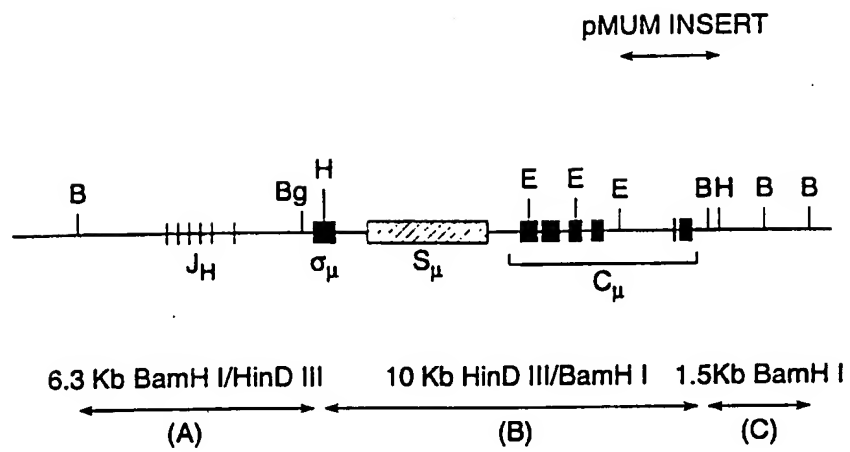 pMUM INSERT
B Bg H E E E B H B B
J_H σ_μ S_μ C_μ
6.3 Kb BamH I/HinD III 10 Kb HinD III/BamH I 1.5Kb BamH I
(A) (B) (C)